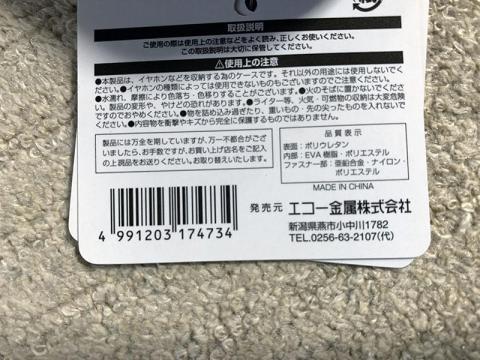 取扱説明
ご使用の際は使用上の注意などをよく読み、正しくお使いください。
この取扱説明は大切に保管してください。
⚠使用上の注意
●本製品は、イヤホンなどを収納する為のケースです。それ以外の用途には使用しないでください。●イヤホンの種類によっては使用できないものもございますのでご注意ください。
●水濡れ、摩擦により色落ち・色移りすることがございます。●火のそばに置かないでください。製品の変形や、やけどの恐れがあります。●ライター等、火気・可燃物の収納は大変危険ですのでおやめください。●物を詰め込み過ぎたり、重いもの・先の尖ったものを入れないでください。●内容物を衝撃やキズから完全に保護するものではありません。
製品には万全を期していますが、万一不都合がござ
いましたら、お手数ですが、お買い上げ店名をご記入
の上現品をお送りください。お取り替えいたします。
品質表示
表面:ポリウレタン
内部:EVA 樹脂・ポリエステル
ファスナー部:亜鉛合金・ナイロン・
ポリエステル
MADE IN CHINA
発売元 エコー金属株式会社
新潟県燕市小中川1782
TEL.0256-63-2107(代)
4 991203 174734